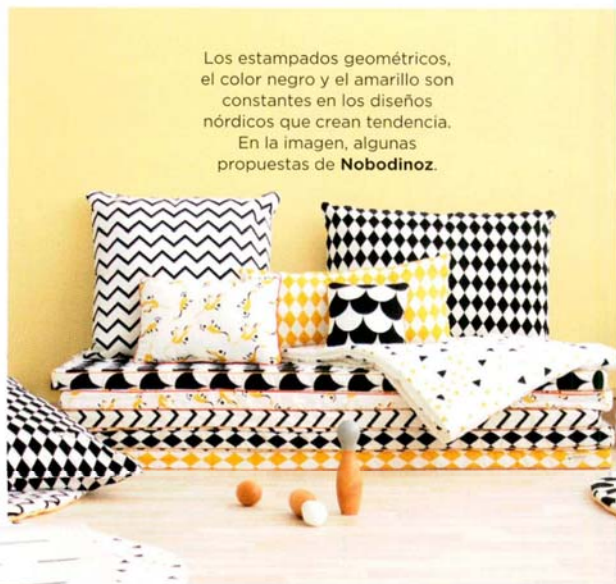 Los estampados geométricos,
el color negro y el amarillo son
constantes en los diseños
nórdicos que crean tendencia.
En la imagen, algunas
propuestas de Nobodinoz.